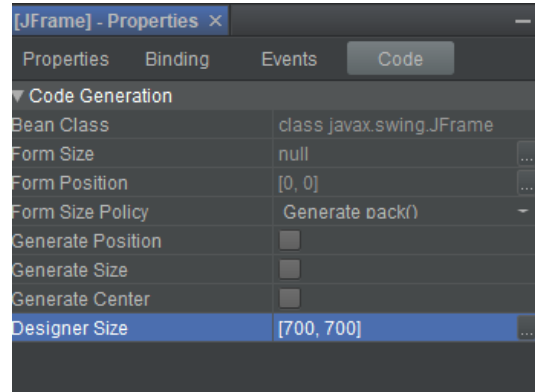 [JFrame] - Properties ×
Properties Binding Events Code
Code Generation
Bean Class class javax.swing.JFrame
Form Size null ...
Form Position [0, 0] ...
Form Size Policy Generate pack()
Generate Position
Generate Size
Generate Center
Designer Size [700, 700] ...